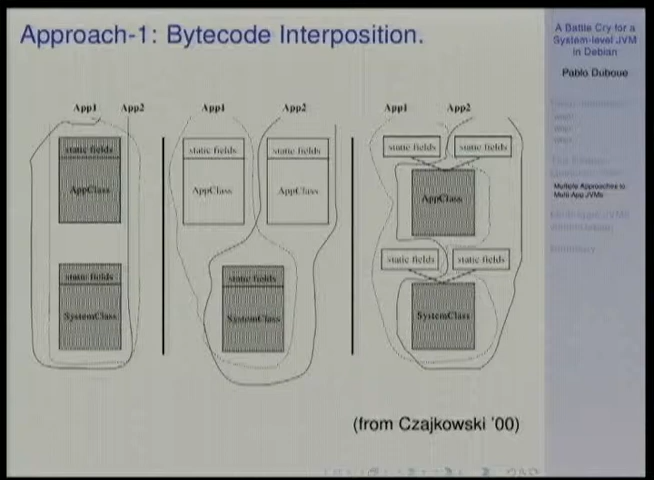 Approach-1: Bytecode Interposition.
App1 App2
static fields
AppClass
static fields
SystemClass
App1 App2
static fields static fields
AppClass AppClass
static fields
SystemClass
App1 App2
static fields static fields
AppClass
static fields static fields
SystemClass
(from Czajkowski '00)
A Battle Cry for a
System-level JVM
in Debian
Pablo Duboue
Multiple Approaches to
Multi-App JVMs